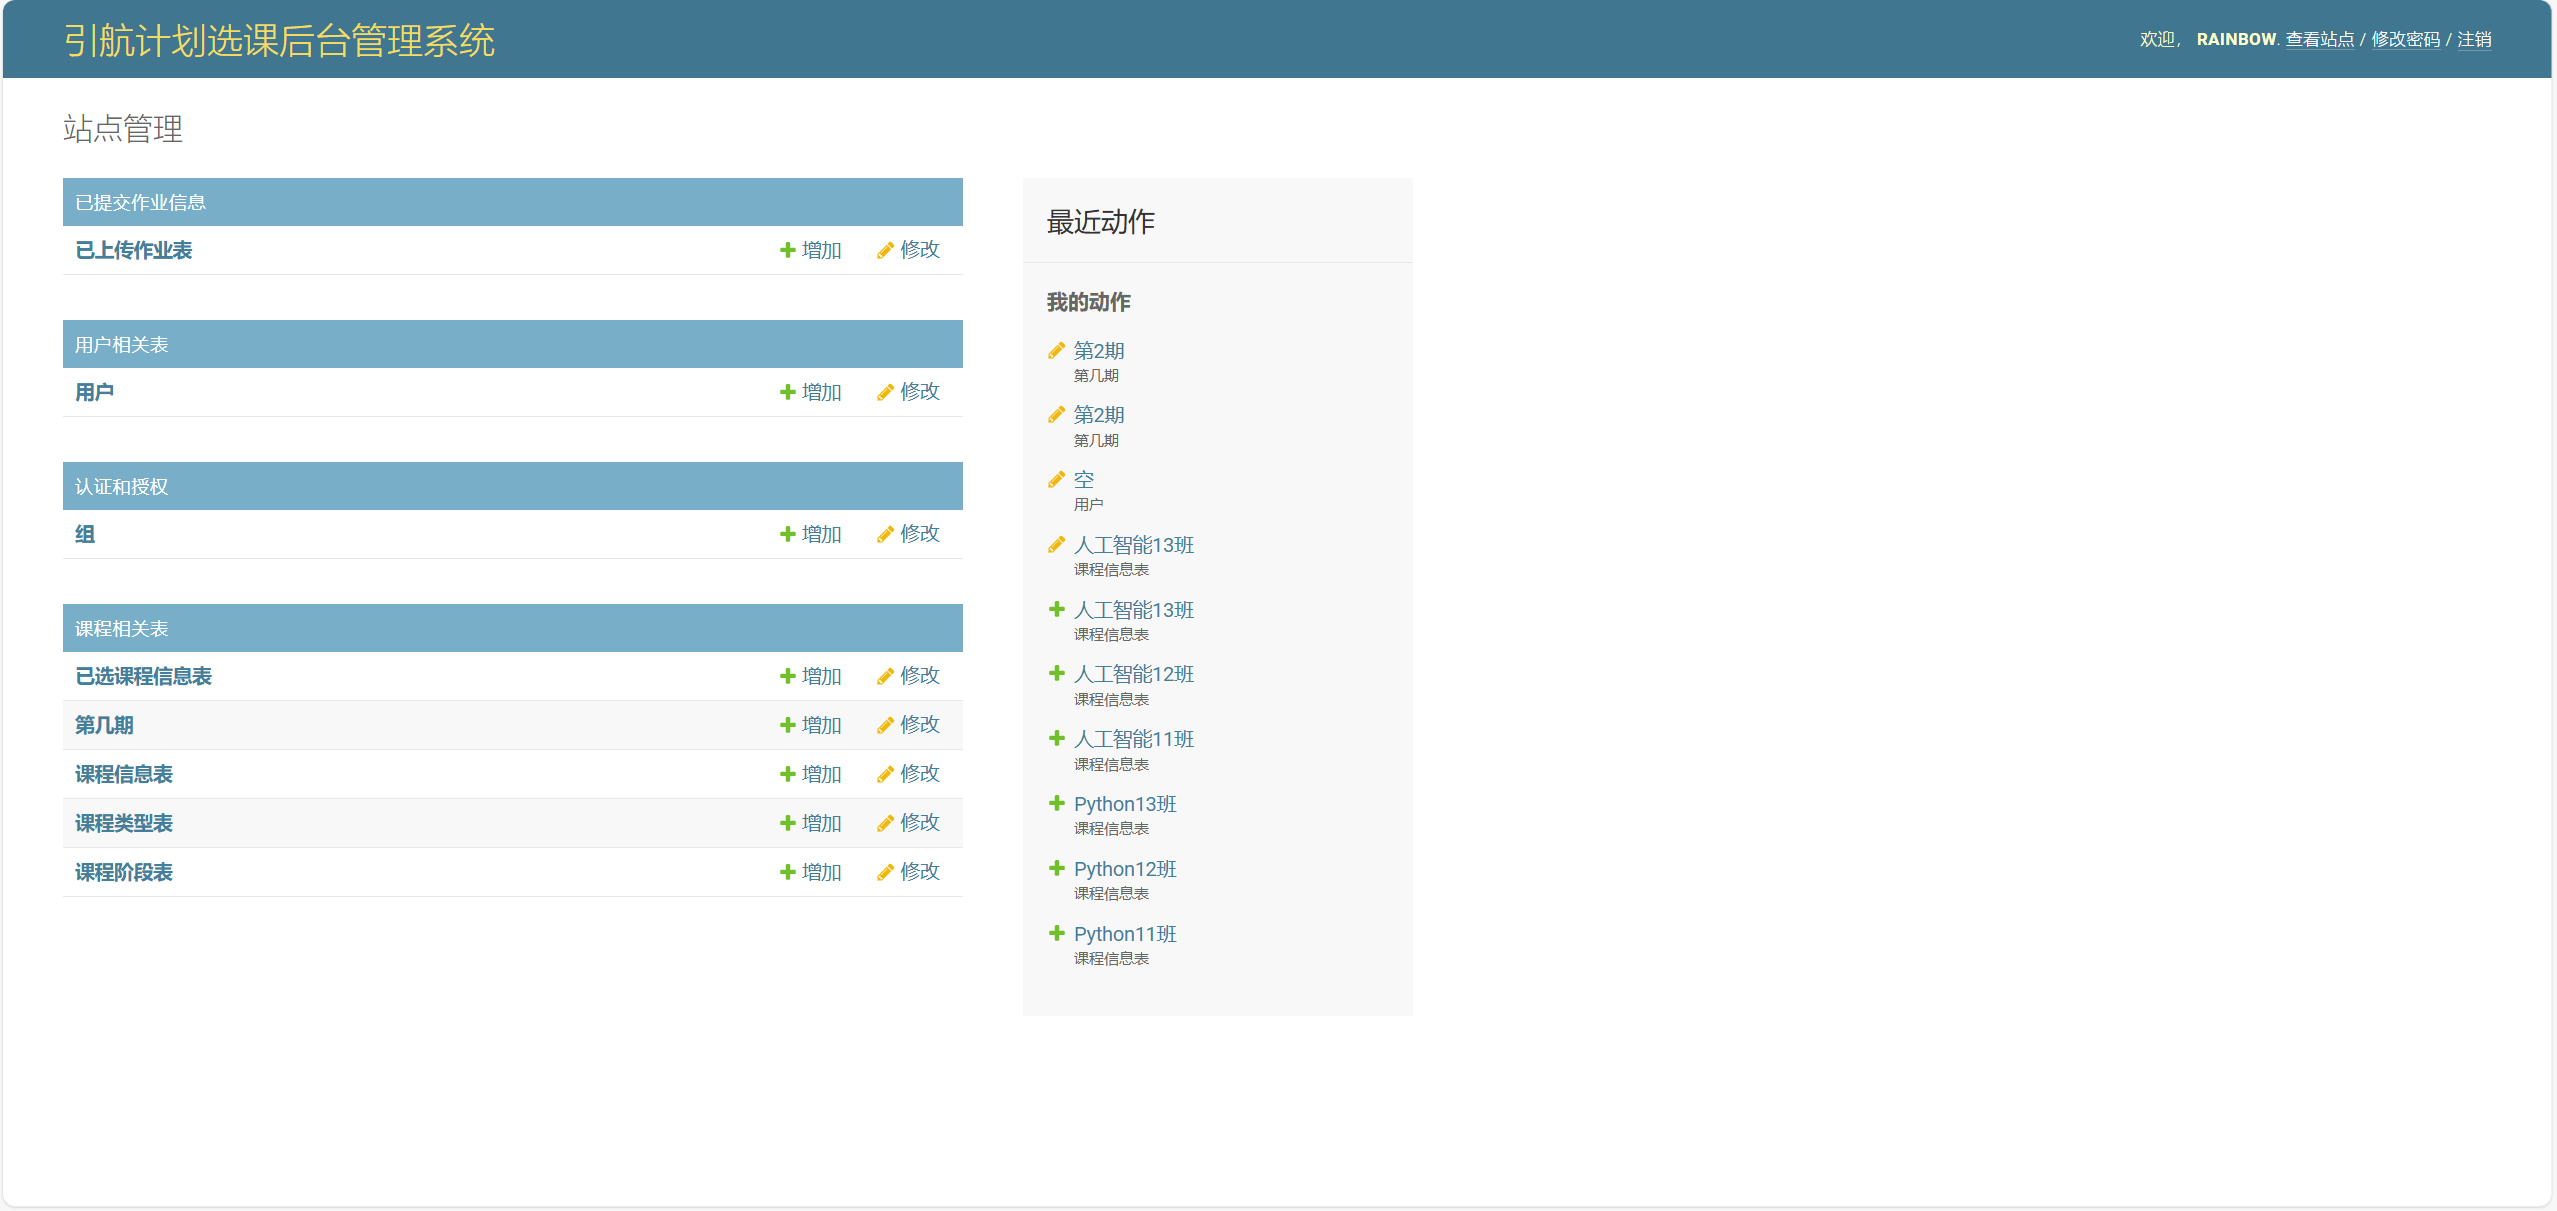 引航计划选课后台管理系统
欢迎， RAINBOW. 查看站点 / 修改密码 / 注销
站点管理
已提交作业信息
已上传作业表 增加 修改
用户相关表
用户 增加 修改
认证和授权
组 增加 修改
课程相关表
已选课程信息表 增加 修改
第几期 增加 修改
课程信息表 增加 修改
课程类型表 增加 修改
课程阶段表 增加 修改
最近动作
我的动作
第2期
第几期
第2期
第几期
空
用户
人工智能13班
课程信息表
人工智能13班
课程信息表
人工智能12班
课程信息表
人工智能11班
课程信息表
Python13班
课程信息表
Python12班
课程信息表
Python11班
课程信息表